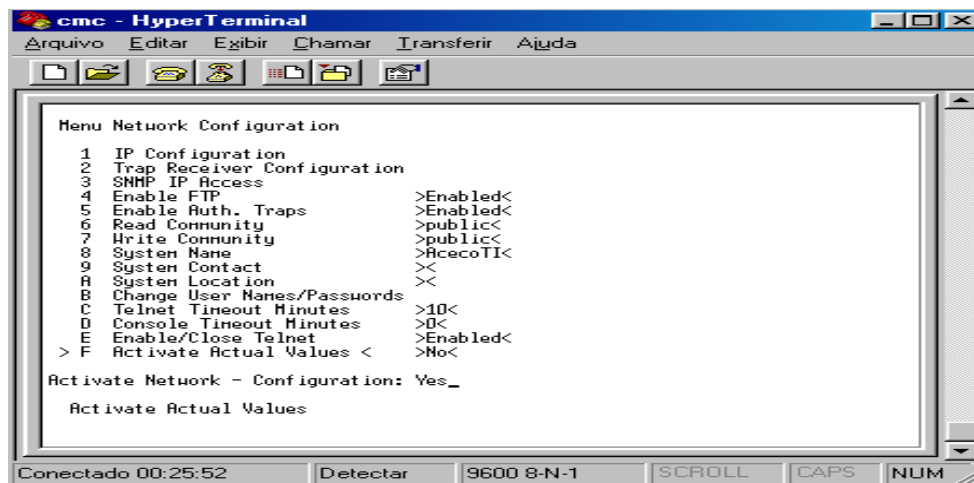 cmc - HyperTerminal
Arquivo Editar Exibir Chamar Transferir Ajuda
Menu Network Configuration
1 IP Configuration
2 Trap Receiver Configuration
3 SNMP IP Access
4 Enable FTP >Enabled<
5 Enable Auth. Traps >Enabled<
6 Read Community >public<
7 Write Community >public<
8 System Name >AcecoTI<
9 System Contact ><
A System Location ><
B Change User Names/Passwords
C Telnet Timeout Minutes >10<
D Console Timeout Minutes >0<
E Enable/Close Telnet >Enabled<
> F Activate Actual Values < >No<
Activate Network - Configuration: Yes_
Activate Actual Values
Conectado 00:25:52 Detectar 9600 8-N-1 SCROLL CAPS NUM